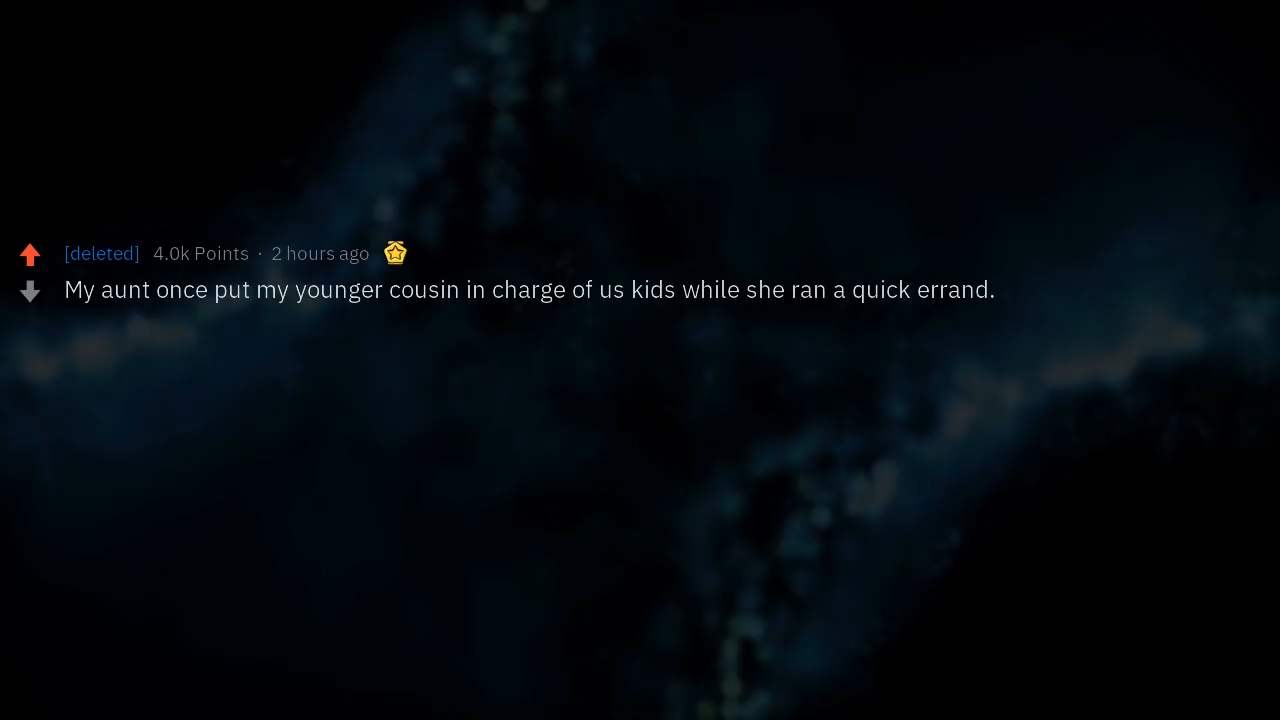 [deleted] 4.0k Points · 2 hours ago
My aunt once put my younger cousin in charge of us kids while she ran a quick errand.